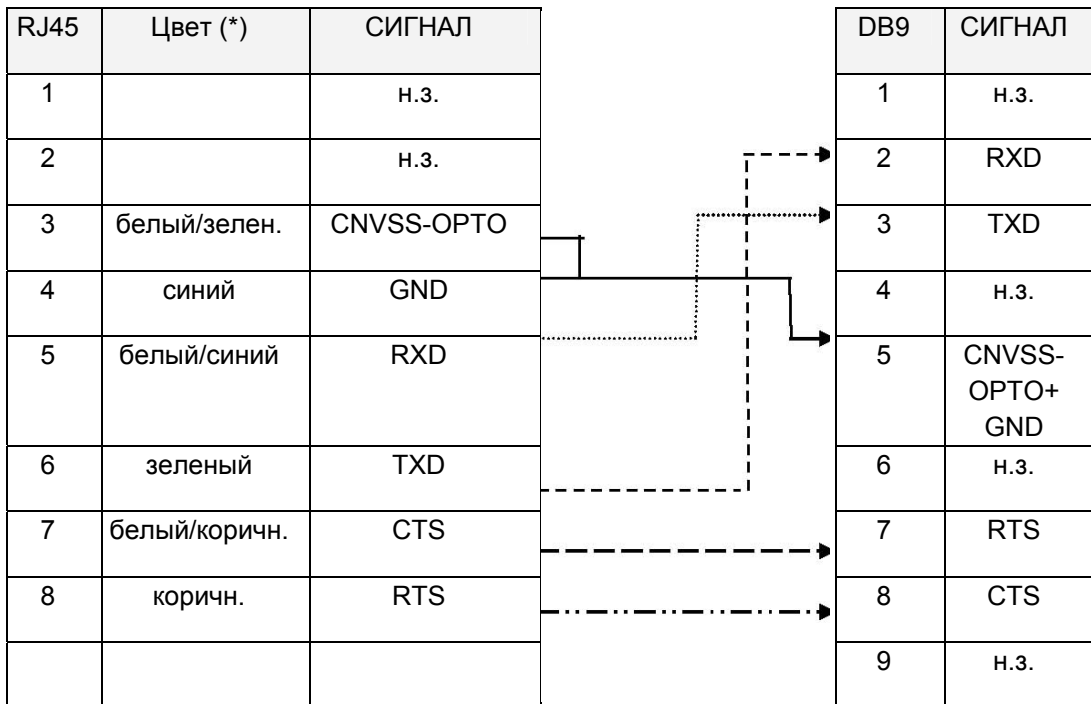 RJ45 Цвет (*) СИГНАЛ DB9 СИГНАЛ
1 н.з. 1 н.з.
2 н.з. 2 RXD
3 белый/зелен. CNVSS-OPTO 3 TXD
4 синий GND 4 н.з.
5 белый/синий RXD 5 CNVSS-
OPTO+
GND
6 зеленый TXD 6 н.з.
7 белый/коричн. CTS 7 RTS
8 коричн. RTS 8 CTS
9 н.з.